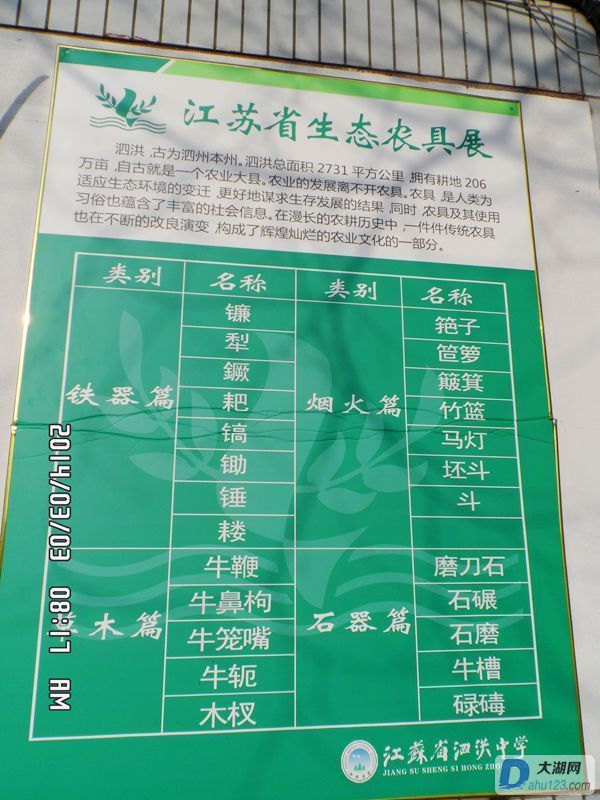 江苏省生态农具展
泗洪,古为泗州本州。泗洪总面积2731平方公里,拥有耕地206
万亩,自古就是一个农业大县。农业的发展离不开农具。农具,是人类为
适应生态环境的变迁,更好地谋求生存发展的结果,同时,农具及其使用
习俗也蕴含了丰富的社会信息。在漫长的农耕历史中,一件件传统农具
也在不断的改良演变,构成了辉煌灿烂的农业文化的一部分。
类别 名称 类别 名称
镰 筢子
犁 笆箩
鐝 簸箕
铁器篇 耙 烟火篇 竹篮
镐 马灯
锄 坯斗
锤 斗
耧
牛鞭 磨刀石
牛鼻枸 石碾
木篇 牛笼嘴 石器篇 石磨
牛轭 牛槽
木杈 碌碡
江苏省泗洪中学
JIANG SU SHENG SI HONG ZHO
大湖网
Dahu123.com
2014/03/03 08:17 AM